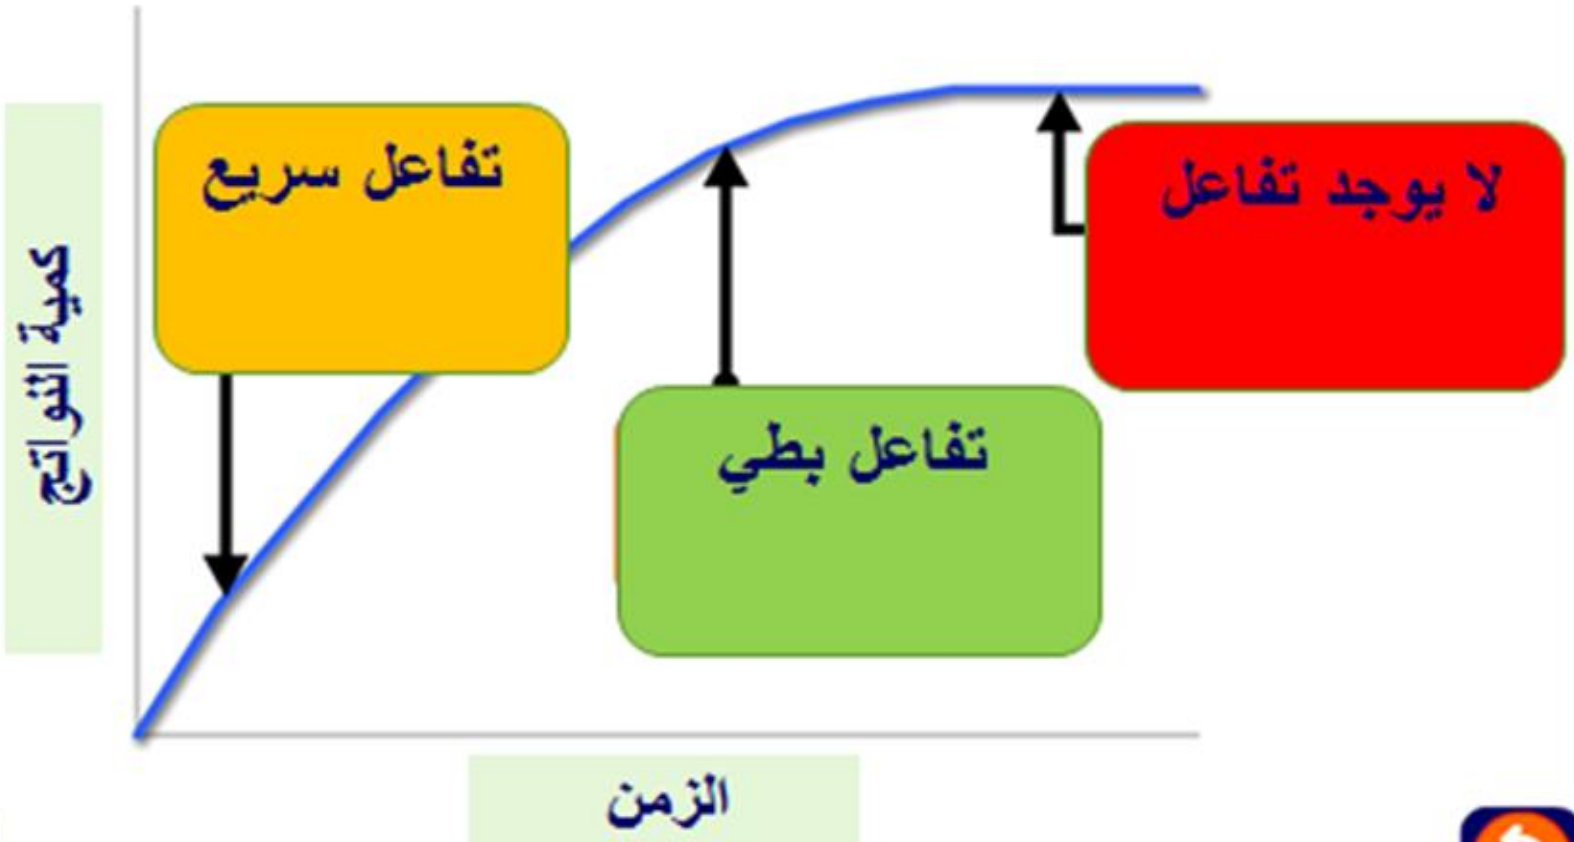 تفاعل سريع
لا يوجد تفاعل
تفاعل بطي
كمية النواتج
الزمن